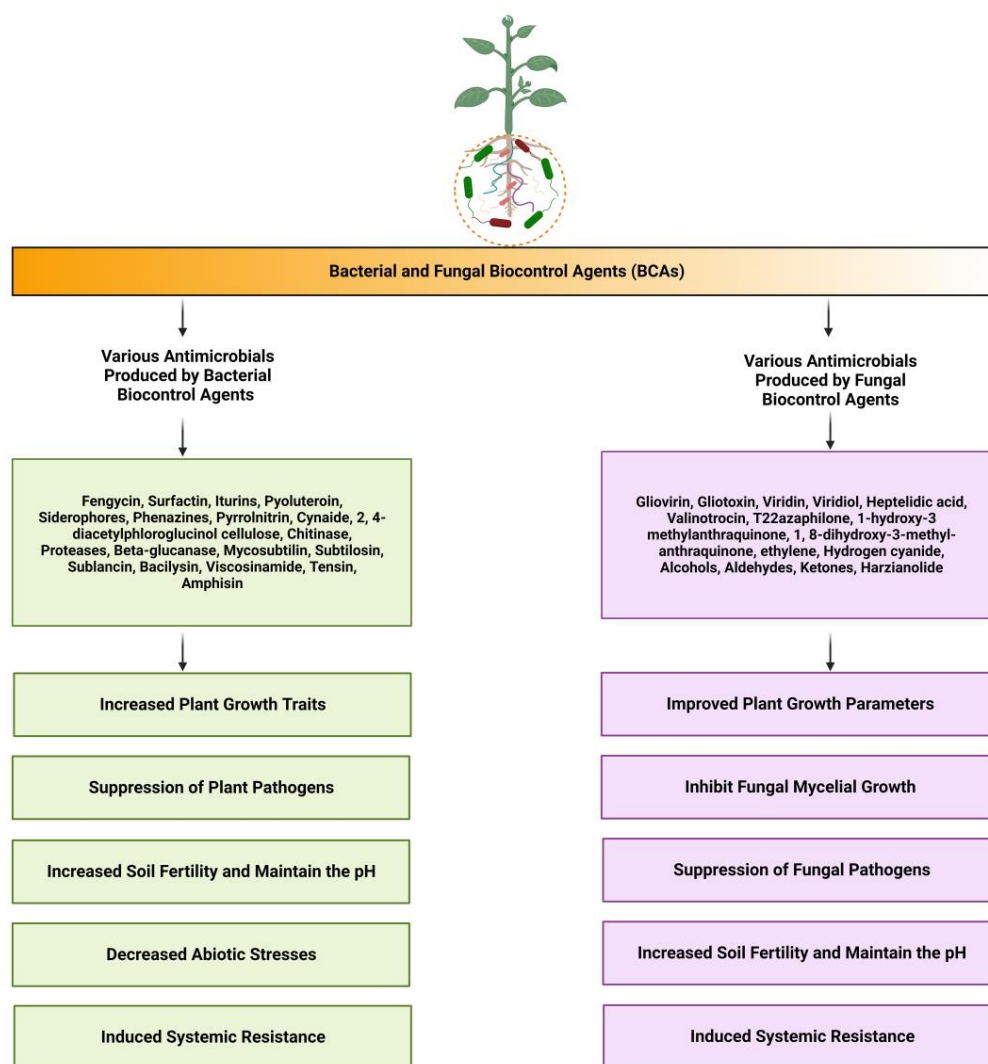 Bacterial and Fungal Biocontrol Agents (BCAs)
Various Antimicrobials
Produced by Bacterial
Biocontrol Agents
Fengycin, Surfactin, Iturins, Pyoluteroin,
Siderophores, Phenazines, Pyrrolnitrin, Cynaide, 2, 4-
diacetylphloroglucinol cellulose, Chitinase,
Proteases, Beta-glucanase, Mycosubtilin, Subtilosin,
Sublancin, Bacilysin, Viscosinamide, Tensin,
Amphisin
Increased Plant Growth Traits
Suppression of Plant Pathogens
Increased Soil Fertility and Maintain the pH
Decreased Abiotic Stresses
Induced Systemic Resistance
Various Antimicrobials
Produced by Fungal
Biocontrol Agents
Gliovirin, Gliotoxin, Viridin, Viridiol, Heptelidic acid,
Valinotrocin, T22azaphilone, 1-hydroxy-3
methylanthraquinone, 1, 8-dihydroxy-3-methyl-
anthraquinone, ethylene, Hydrogen cyanide,
Alcohols, Aldehydes, Ketones, Harzianolide
Improved Plant Growth Parameters
Inhibit Fungal Mycelial Growth
Suppression of Fungal Pathogens
Increased Soil Fertility and Maintain the pH
Induced Systemic Resistance